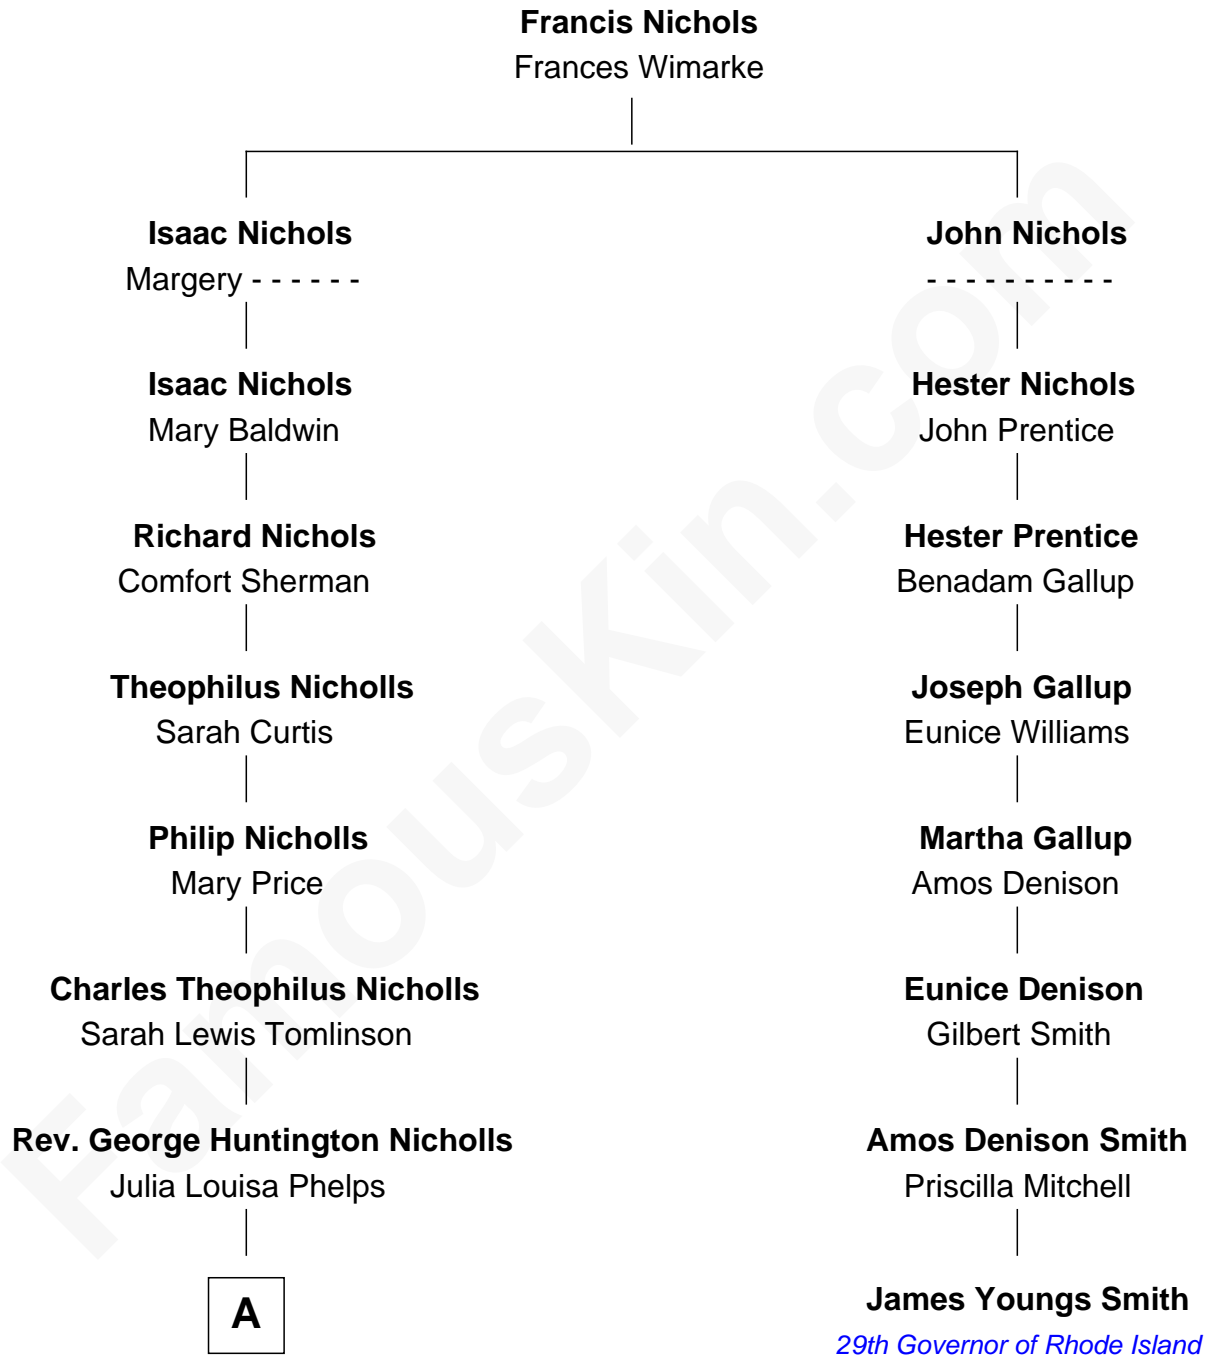 Francis Nichols
Frances Wimarke
Isaac Nichols
Margery - - - - - -
John Nichols
- - - - - - - - - -
Isaac Nichols
Mary Baldwin
Hester Nichols
John Prentice
Richard Nichols
Comfort Sherman
Hester Prentice
Benadam Gallup
Theophilus Nicholls
Sarah Curtis
Joseph Gallup
Eunice Williams
Philip Nicholls
Mary Price
Martha Gallup
Amos Denison
Charles Theophilus Nicholls
Sarah Lewis Tomlinson
Eunice Denison
Gilbert Smith
Rev. George Huntington Nicholls
Julia Louisa Phelps
Amos Denison Smith
Priscilla Mitchell
A
James Youngs Smith
29th Governor of Rhode Island
FamousKin.com